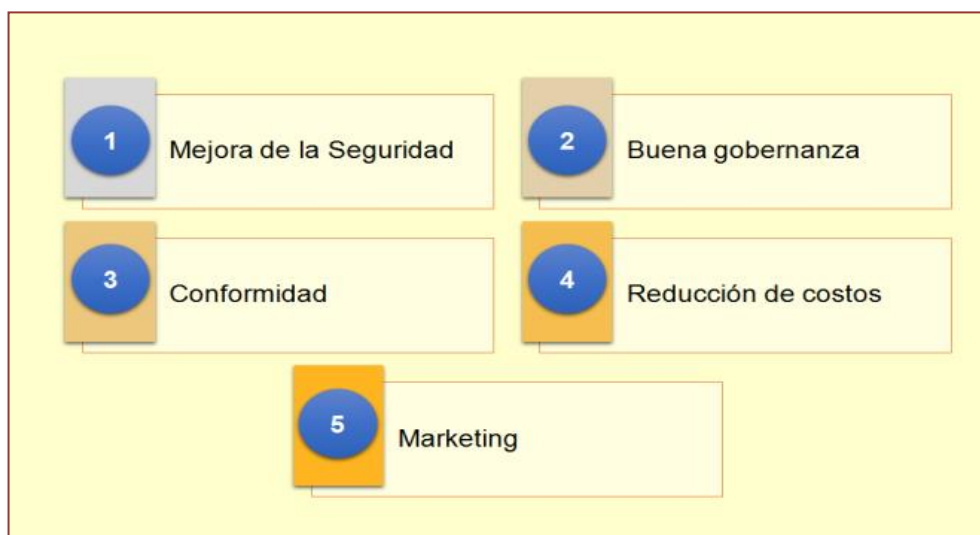 1 Mejora de la Seguridad
2 Buena gobernanza
3 Conformidad
4 Reducción de costos
5 Marketing